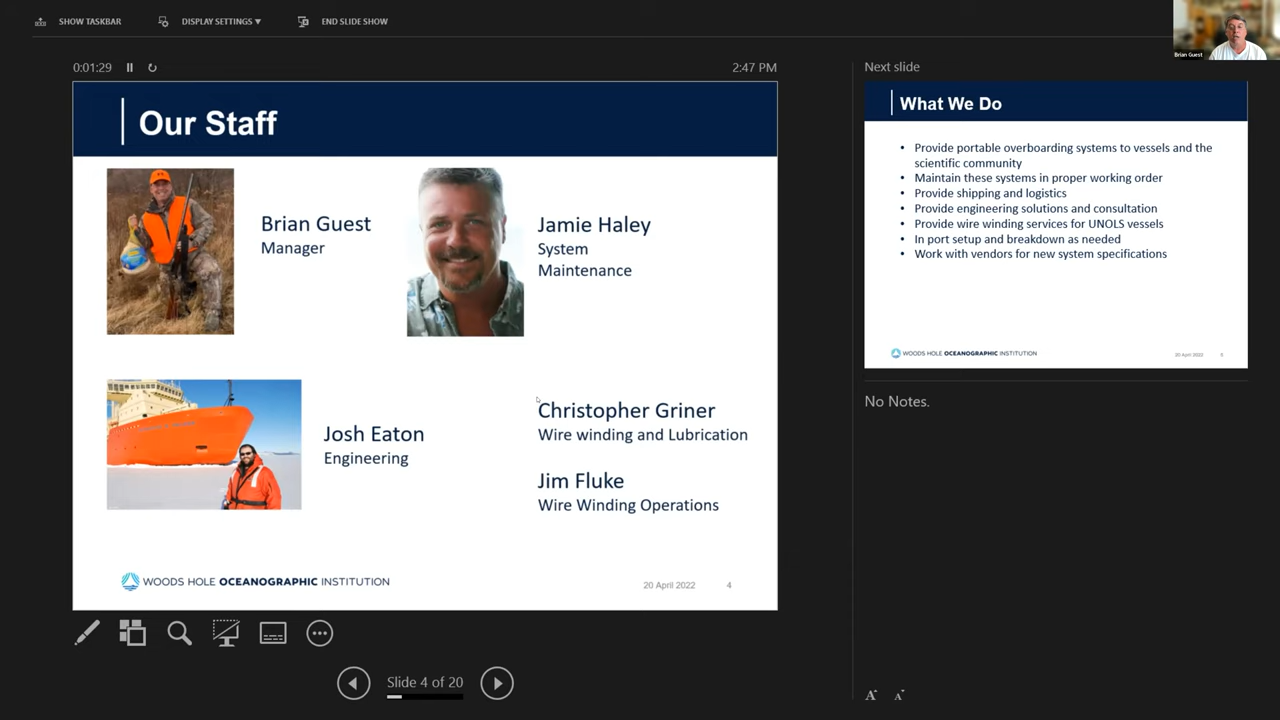 SHOW TASKBAR
DISPLAY SETTINGS
END SLIDE SHOW
Brian Guest
0:01:29
2:47 PM
Our Staff
Brian Guest
Manager
Jamie Haley
System
Maintenance
Josh Eaton
Engineering
Christopher Griner
Wire winding and Lubrication
Jim Fluke
Wire Winding Operations
WOODS HOLE OCEANOGRAPHIC INSTITUTION
20 April 2022
4
Slide 4 of 20
Next slide
What We Do
• Provide portable overboarding systems to vessels and the
scientific community
• Maintain these systems in proper working order
• Provide shipping and logistics
• Provide engineering solutions and consultation
• Provide wire winding services for UNOLS vessels
• In port setup and breakdown as needed
• Work with vendors for new system specifications
WOODS HOLE OCEANOGRAPHIC INSTITUTION
20 April 2022
5
No Notes.
A A